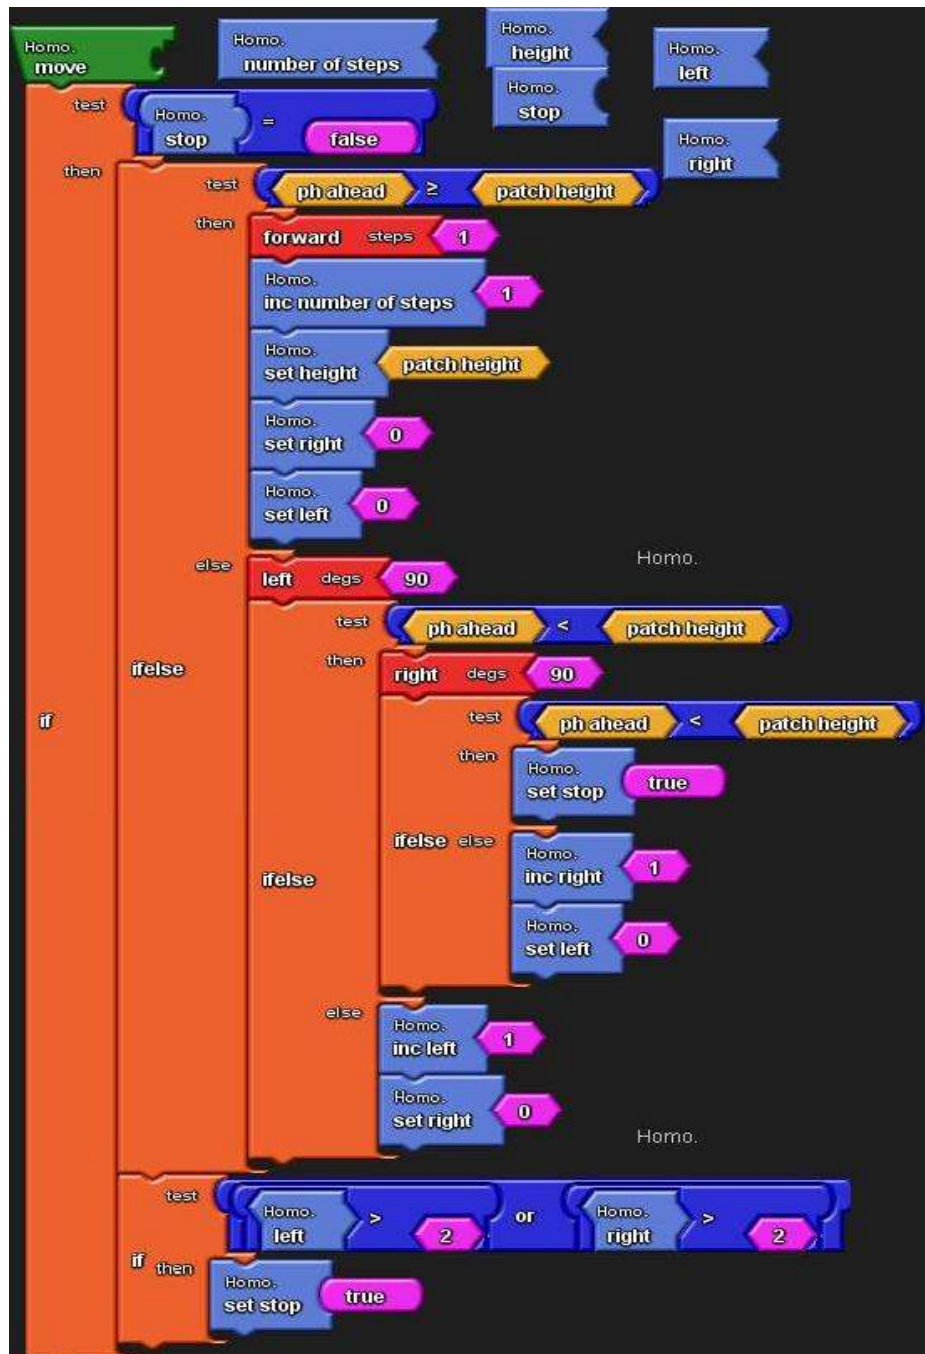 Homo.
move
Homo.
number of steps
Homo.
height
Homo.
stop
Homo.
left
Homo.
right
test
Homo.
stop
=
false
then
test
ph ahead
≥
patch height
then
forward steps 1
Homo.
inc number of steps 1
Homo.
set height patch height
Homo.
set right 0
Homo.
set left 0
Homo.
else
left degs 90
test
ph ahead < patch height
then
right degs 90
test
ph ahead < patch height
then
Homo.
set stop true
ifelse
if
ifelse
ifelse
else
Homo.
inc right 1
Homo.
set left 0
else
Homo.
inc left 1
Homo.
set right 0
Homo.
test
Homo.
left > 2
or
Homo.
right > 2
if
then
Homo.
set stop true